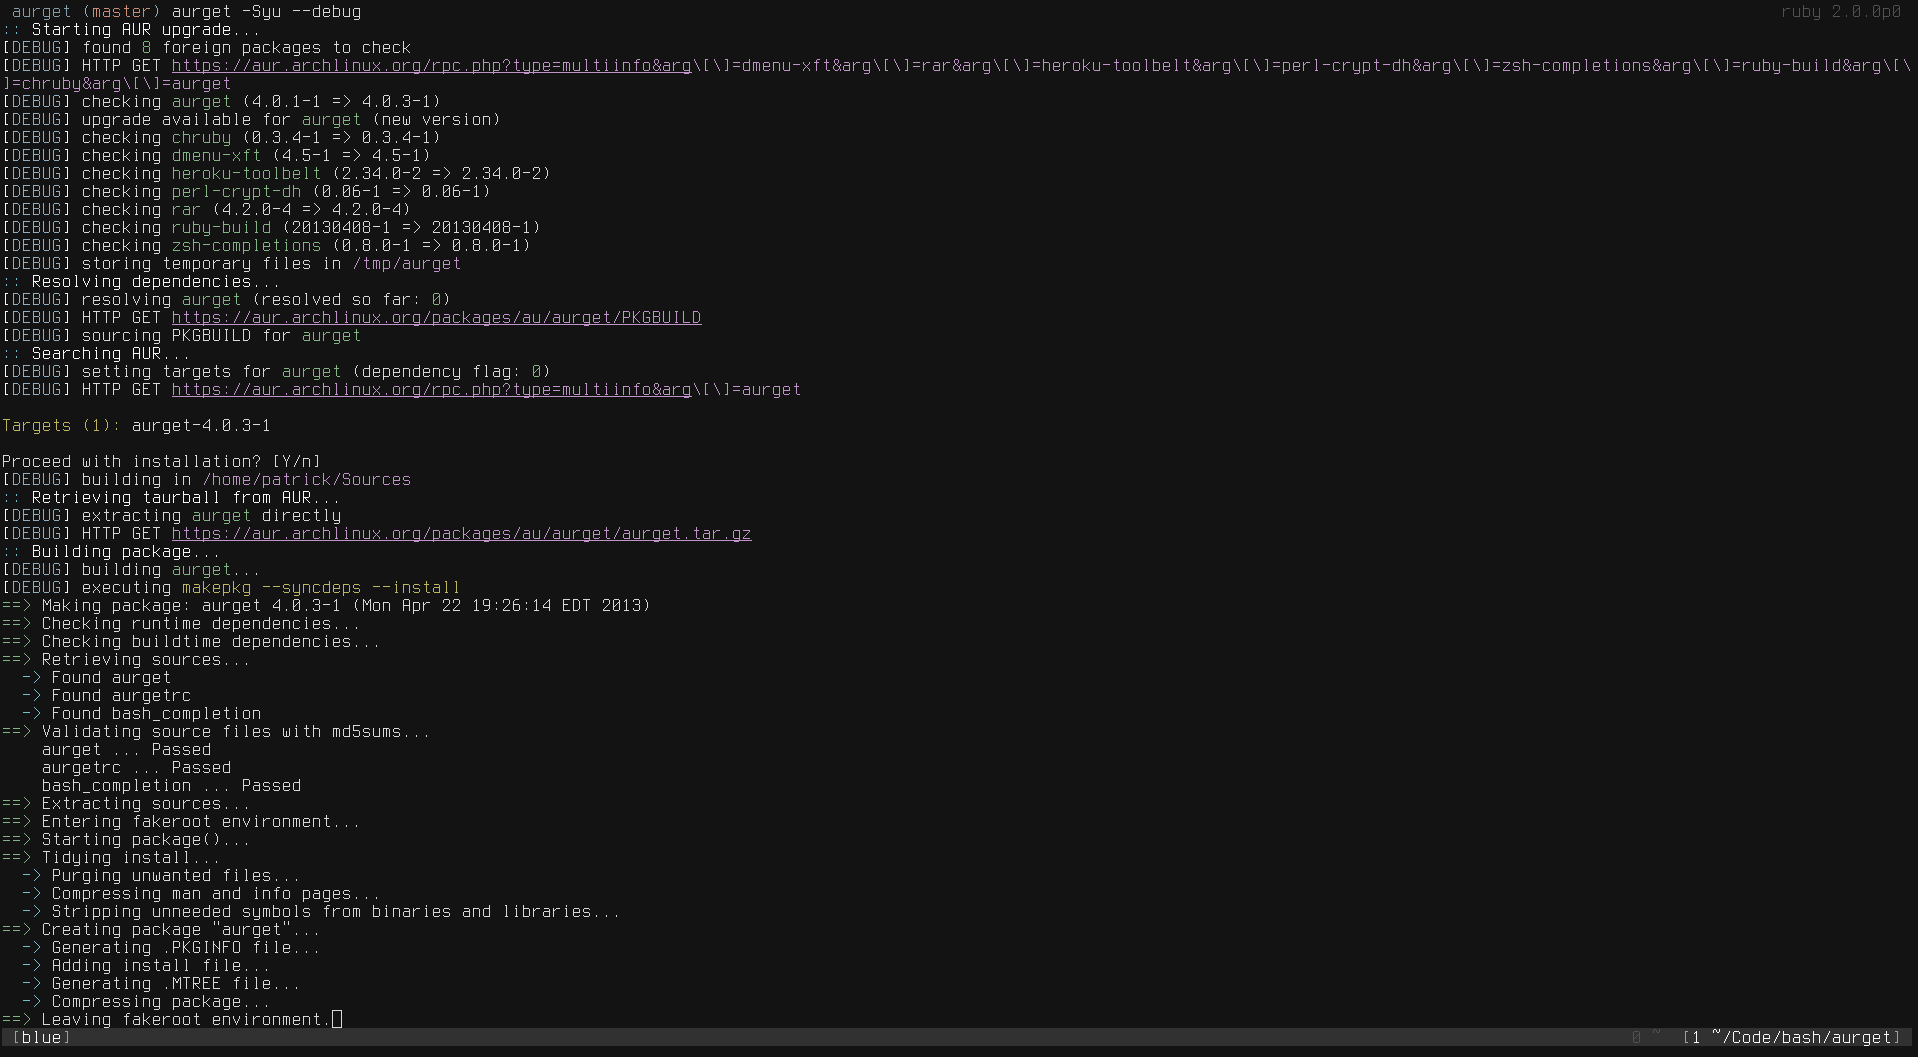 aurget (master) aurget -Syu --debug ruby 2.0.0p0
:: Starting AUR upgrade...
[DEBUG] found 8 foreign packages to check
[DEBUG] HTTP GET https://aur.archlinux.org/rpc.php?type=multiinfo&arg\[\]=dmenu-xft&arg\[\]=rar&arg\[\]=heroku-toolbelt&arg\[\]=perl-crypt-dh&arg\[\]=zsh-completions&arg\[\]=ruby-build&arg\[\
]=chruby&arg\[\]=aurget
[DEBUG] checking aurget (4.0.1-1 => 4.0.3-1)
[DEBUG] upgrade available for aurget (new version)
[DEBUG] checking chruby (0.3.4-1 => 0.3.4-1)
[DEBUG] checking dmenu-xft (4.5-1 => 4.5-1)
[DEBUG] checking heroku-toolbelt (2.34.0-2 => 2.34.0-2)
[DEBUG] checking perl-crypt-dh (0.06-1 => 0.06-1)
[DEBUG] checking rar (4.2.0-4 => 4.2.0-4)
[DEBUG] checking ruby-build (20130408-1 => 20130408-1)
[DEBUG] checking zsh-completions (0.8.0-1 => 0.8.0-1)
[DEBUG] storing temporary files in /tmp/aurget
:: Resolving dependencies...
[DEBUG] resolving aurget (resolved so far: 0)
[DEBUG] HTTP GET https://aur.archlinux.org/packages/au/aurget/PKGBUILD
[DEBUG] sourcing PKGBUILD for aurget
:: Searching AUR...
[DEBUG] setting targets for aurget (dependency flag: 0)
[DEBUG] HTTP GET https://aur.archlinux.org/rpc.php?type=multiinfo&arg\[\]=aurget
Targets (1): aurget-4.0.3-1
Proceed with installation? [Y/n]
[DEBUG] building in /home/patrick/Sources
:: Retrieving taurball from AUR...
[DEBUG] extracting aurget directly
[DEBUG] HTTP GET https://aur.archlinux.org/packages/au/aurget/aurget.tar.gz
:: Building package...
[DEBUG] building aurget...
[DEBUG] executing makepkg --syncdeps --install
==> Making package: aurget 4.0.3-1 (Mon Apr 22 19:26:14 EDT 2013)
==> Checking runtime dependencies...
==> Checking buildtime dependencies...
==> Retrieving sources...
-> Found aurget
-> Found aurgetrc
-> Found bash_completion
==> Validating source files with md5sums...
aurget ... Passed
aurgetrc ... Passed
bash_completion ... Passed
==> Extracting sources...
==> Entering fakeroot environment...
==> Starting package()...
==> Tidying install...
-> Purging unwanted files...
-> Compressing man and info pages...
-> Stripping unneeded symbols from binaries and libraries...
==> Creating package "aurget"...
-> Generating .PKGINFO file...
-> Adding install file...
-> Generating .MTREE file...
-> Compressing package...
==> Leaving fakeroot environment.
[blue] 0 ~ [1 ~/Code/bash/aurget]